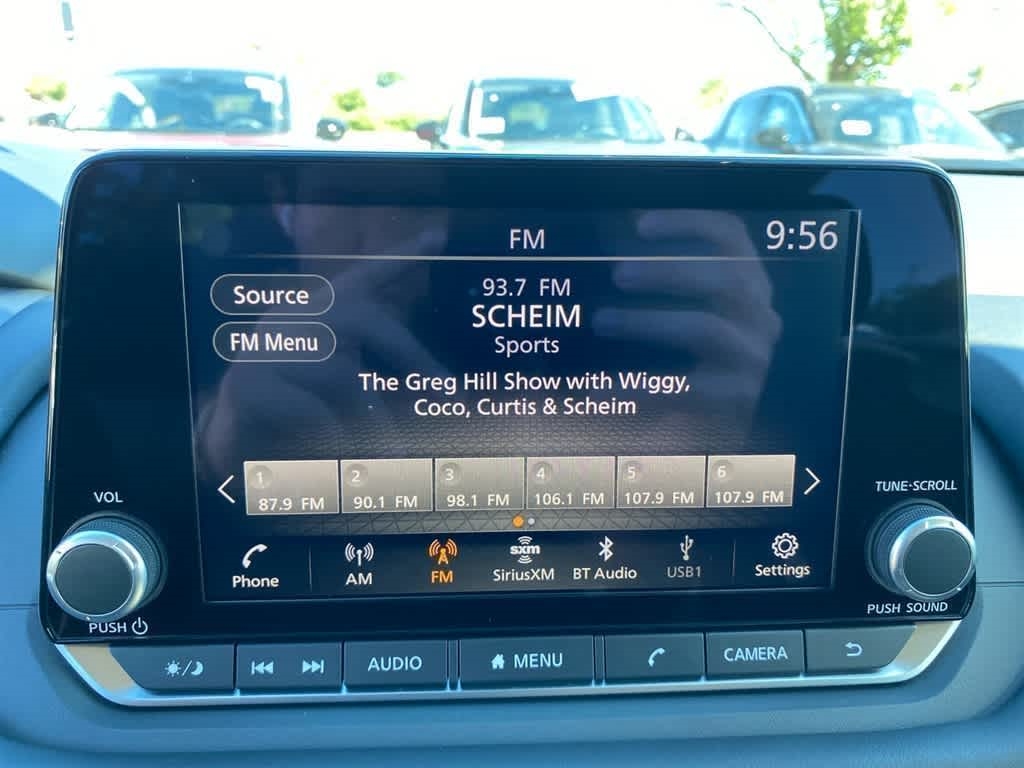 FM
9:56
Source
FM Menu
93.7 FM
SCHEIM
Sports
The Greg Hill Show with Wiggy,
Coco, Curtis & Scheim
1 87.9 FM
2 90.1 FM
3 98.1 FM
4 106.1 FM
5 107.9 FM
6 107.9 FM
Phone
AM
FM
sxm
SiriusXM
BT Audio
USB1
Settings
VOL
PUSH
TUNE·SCROLL
PUSH SOUND
AUDIO
MENU
CAMERA